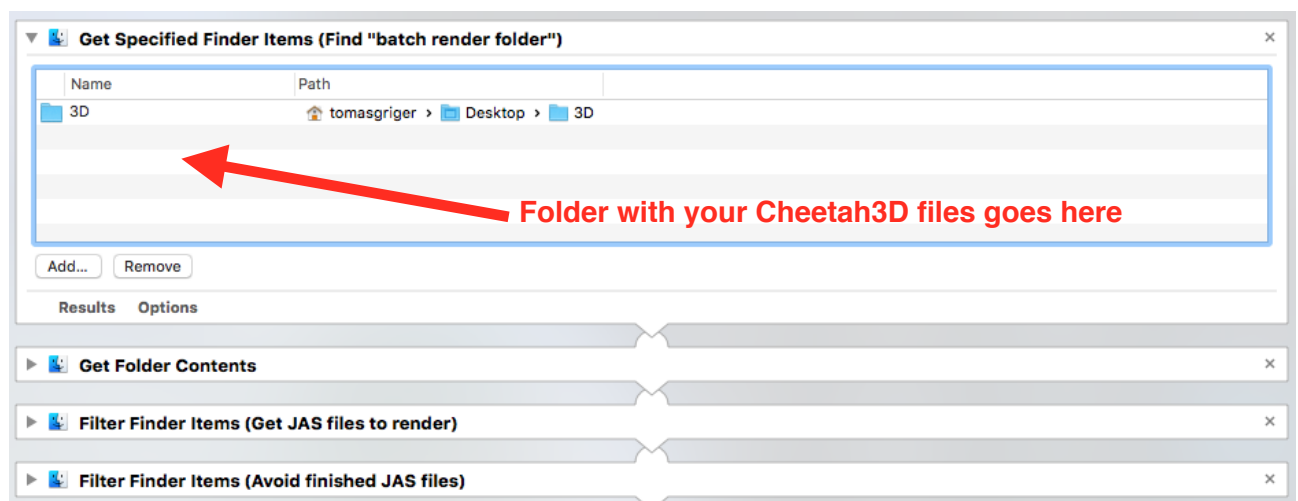 Get Specified Finder Items (Find "batch render folder")
Name Path
3D tomasgriger › Desktop › 3D
Folder with your Cheetah3D files goes here
Add... Remove
Results Options
Get Folder Contents
Filter Finder Items (Get JAS files to render)
Filter Finder Items (Avoid finished JAS files)